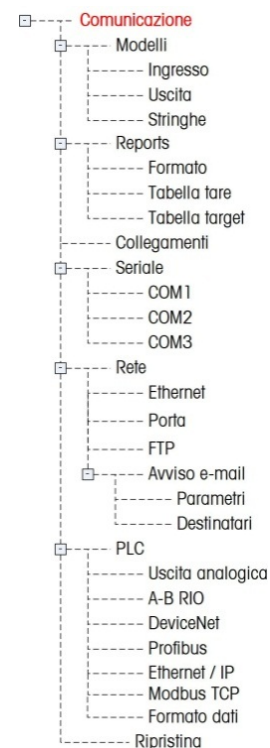 Comunicazione
Modelli
Ingresso
Uscita
Stringhe
Reports
Formato
Tabella tare
Tabella target
Collegamenti
Seriale
COM1
COM2
COM3
Rete
Ethernet
Porta
FTP
Avviso e-mail
Parametri
Destinatari
PLC
Uscita analogica
A-B RIO
DeviceNet
Profibus
Ethernet / IP
Modbus TCP
Formato dati
Ripristina